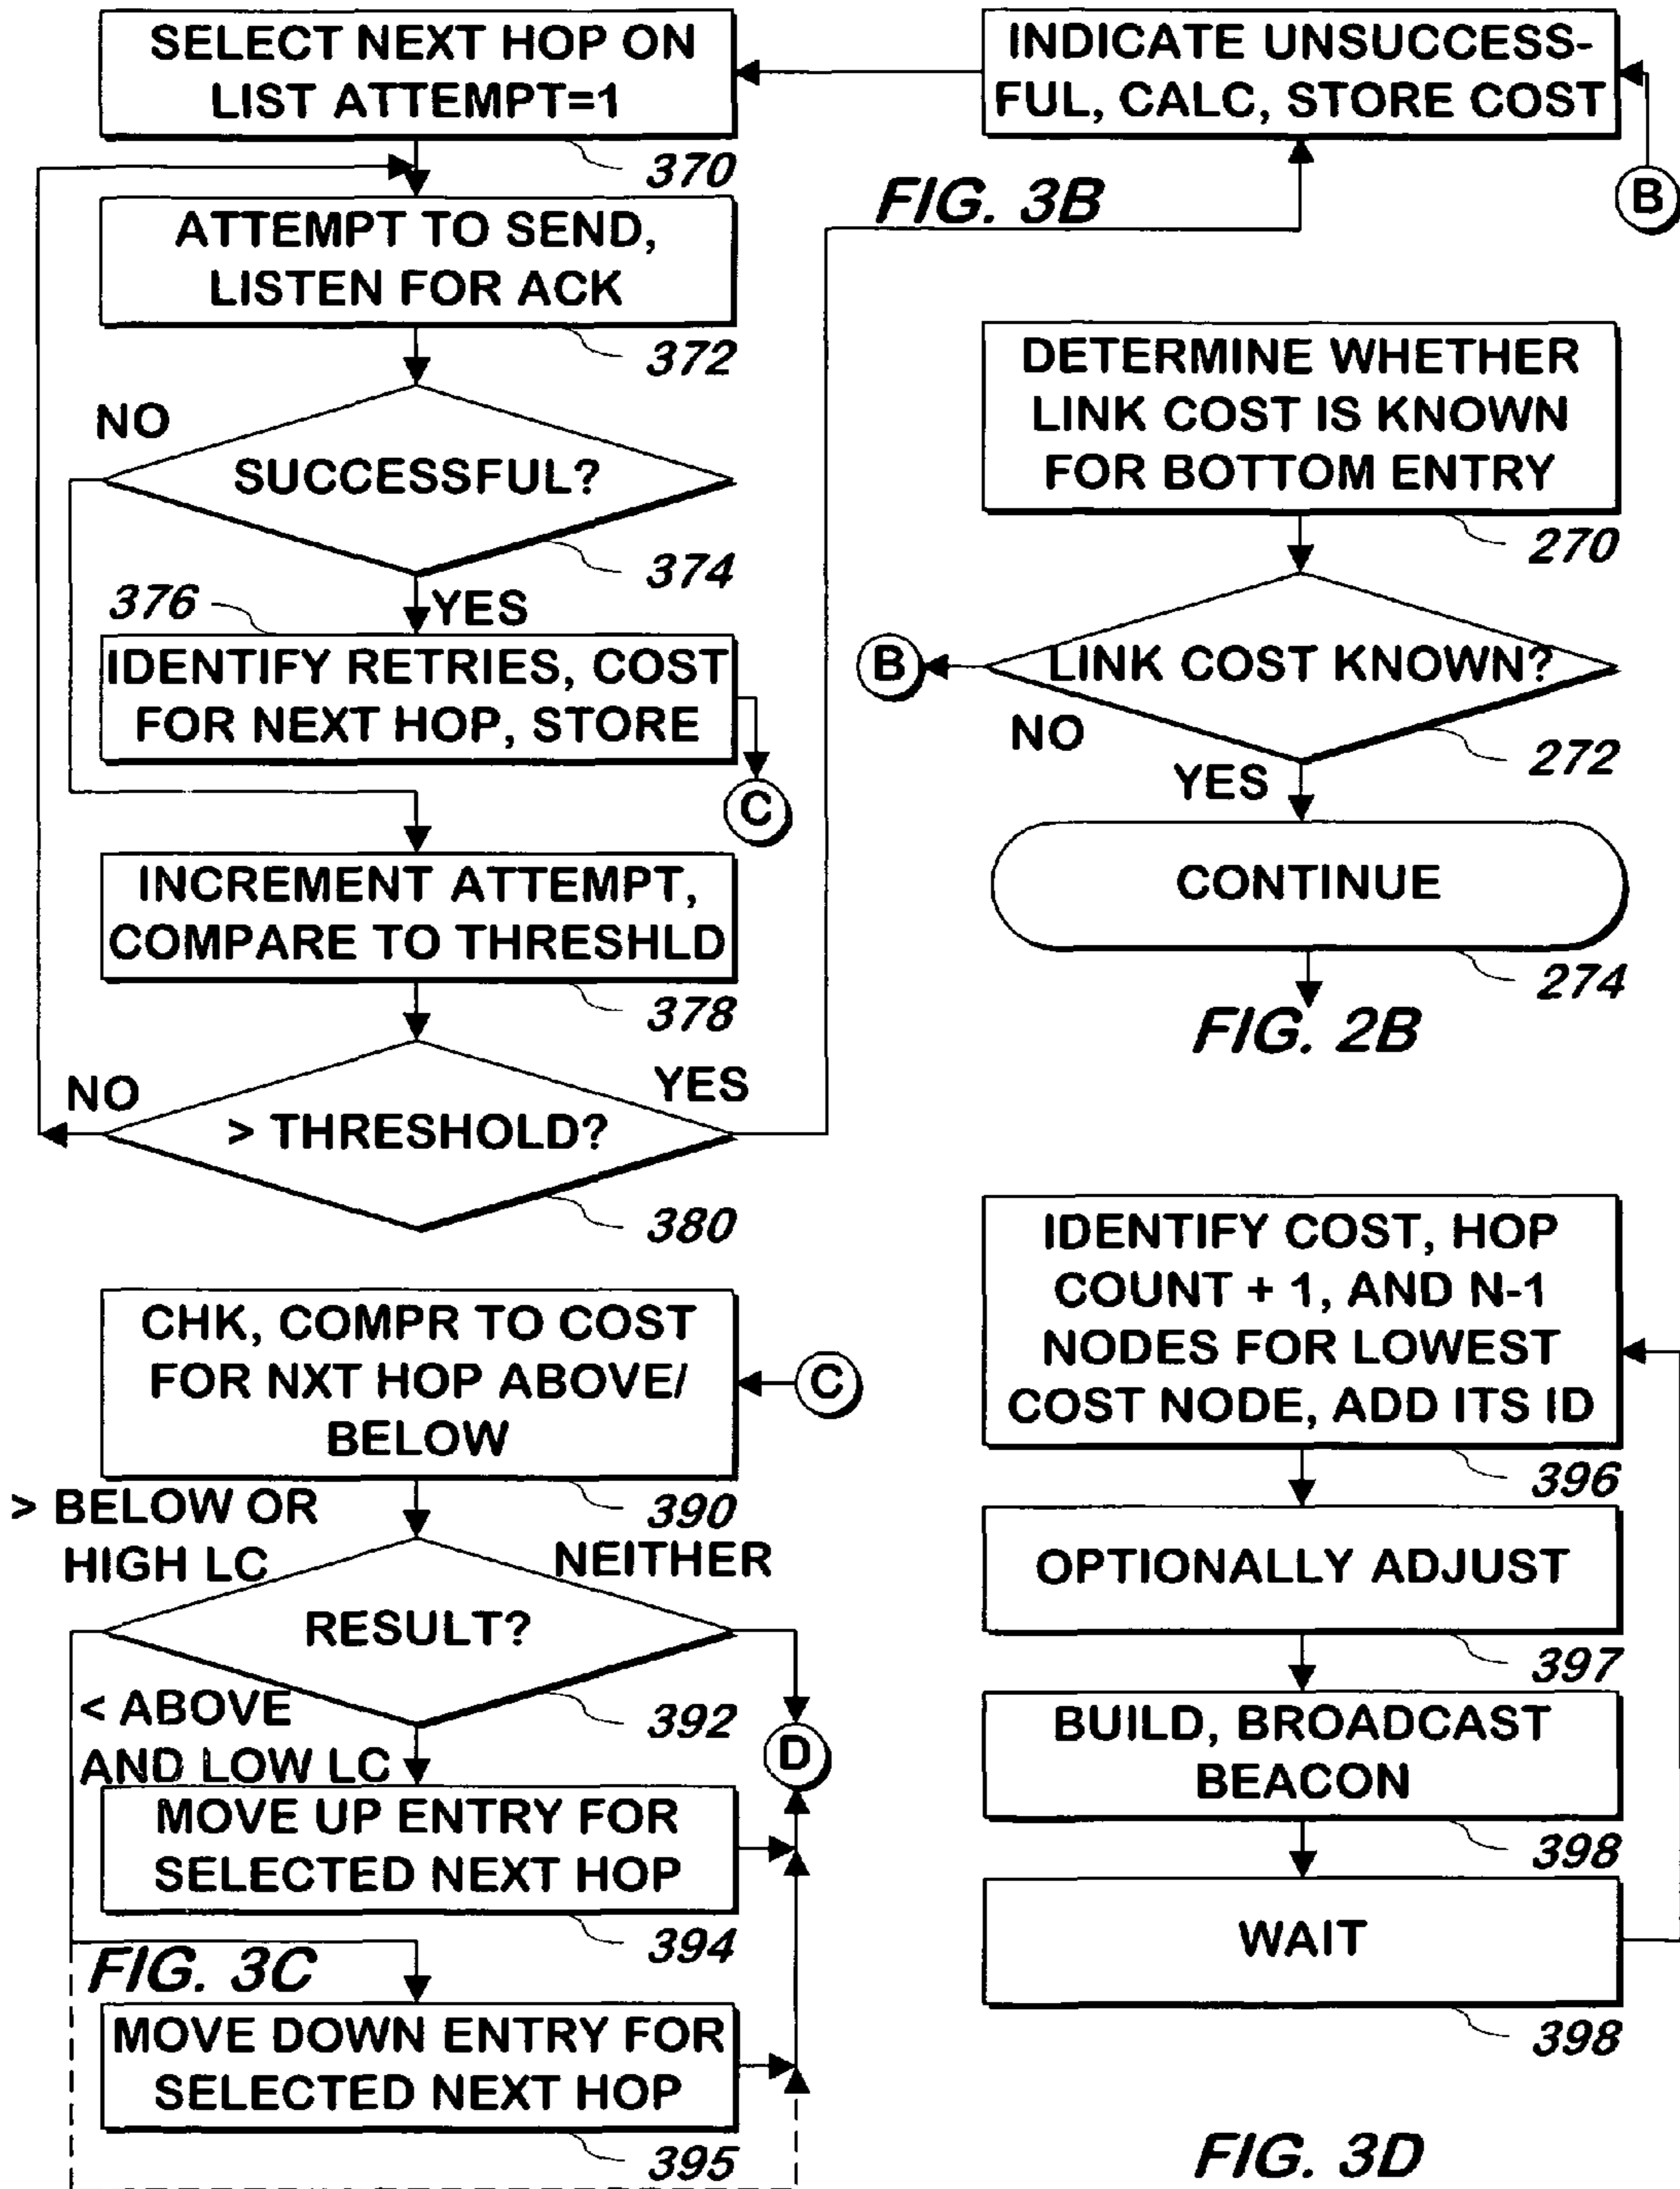 SELECT NEXT HOP ON
LIST ATTEMPT=1
370
ATTEMPT TO SEND,
LISTEN FOR ACK
372
NO
SUCCESSFUL?
374
376
YES
IDENTIFY RETRIES, COST
FOR NEXT HOP, STORE
C
INCREMENT ATTEMPT,
COMPARE TO THRESHLD
378
NO
YES
> THRESHOLD?
380
INDICATE UNSUCCESS-
FUL, CALC, STORE COST
B
FIG. 3B
DETERMINE WHETHER
LINK COST IS KNOWN
FOR BOTTOM ENTRY
270
B
LINK COST KNOWN?
NO
272
YES
CONTINUE
274
FIG. 2B
CHK, COMPR TO COST
FOR NXT HOP ABOVE/
BELOW
C
390
> BELOW OR
HIGH LC
NEITHER
RESULT?
392
< ABOVE
AND LOW LC
D
MOVE UP ENTRY FOR
SELECTED NEXT HOP
394
FIG. 3C
MOVE DOWN ENTRY FOR
SELECTED NEXT HOP
395
IDENTIFY COST, HOP
COUNT + 1, AND N-1
NODES FOR LOWEST
COST NODE, ADD ITS ID
396
OPTIONALLY ADJUST
397
BUILD, BROADCAST
BEACON
398
WAIT
398
FIG. 3D